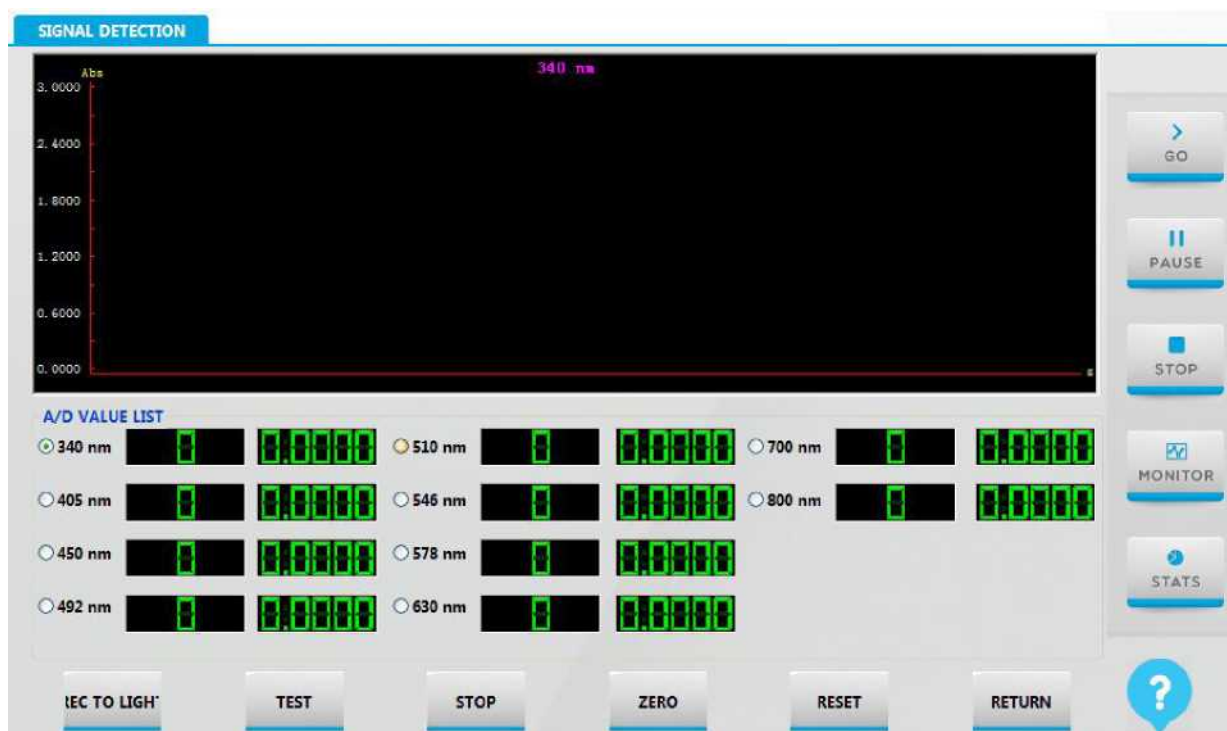 SIGNAL DETECTION
Abs
340 nm
3.0000
2.4000
1.8000
1.2000
0.6000
0.0000
s
A/D VALUE LIST
340 nm 0 0.0000 510 nm 0 0.0000 700 nm 0 0.0000
405 nm 0 0.0000 546 nm 0 0.0000 800 nm 0 0.0000
450 nm 0 0.0000 578 nm 0 0.0000
492 nm 0 0.0000 630 nm 0 0.0000
REC TO LIGH TEST STOP ZERO RESET RETURN
GO
PAUSE
STOP
MONITOR
STATS
?